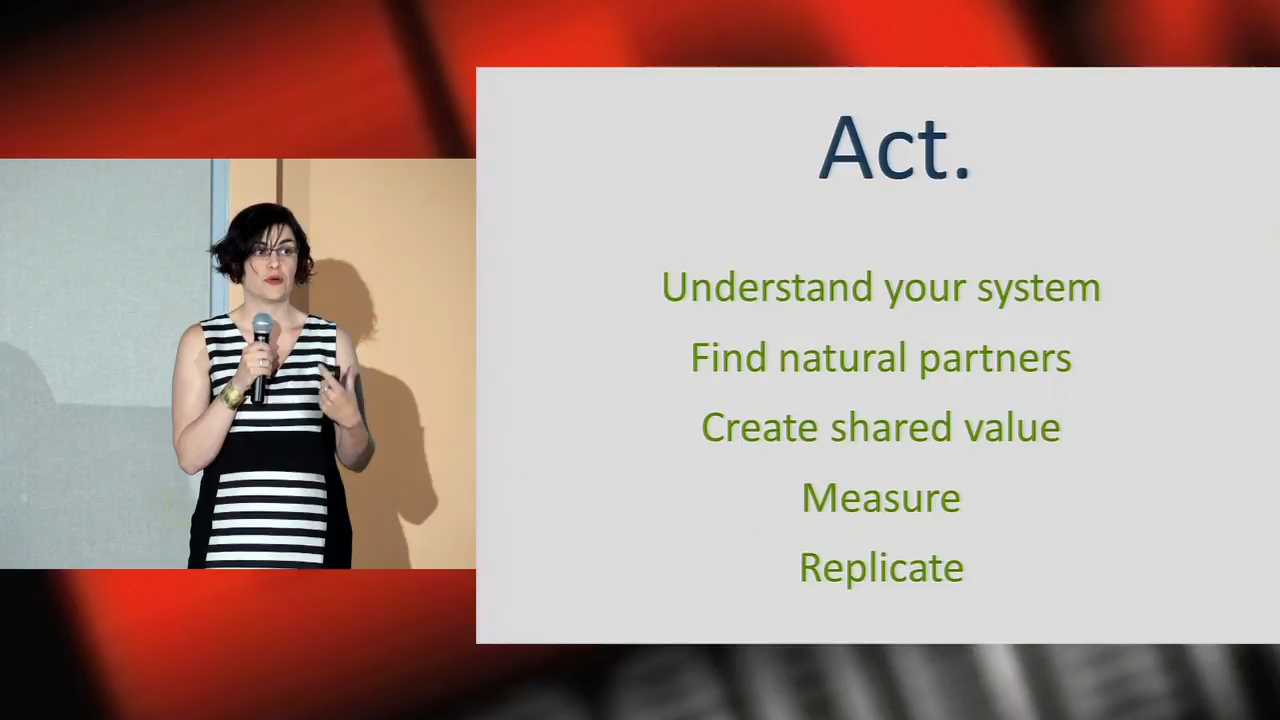 Act.
Understand your system
Find natural partners
Create shared value
Measure
Replicate